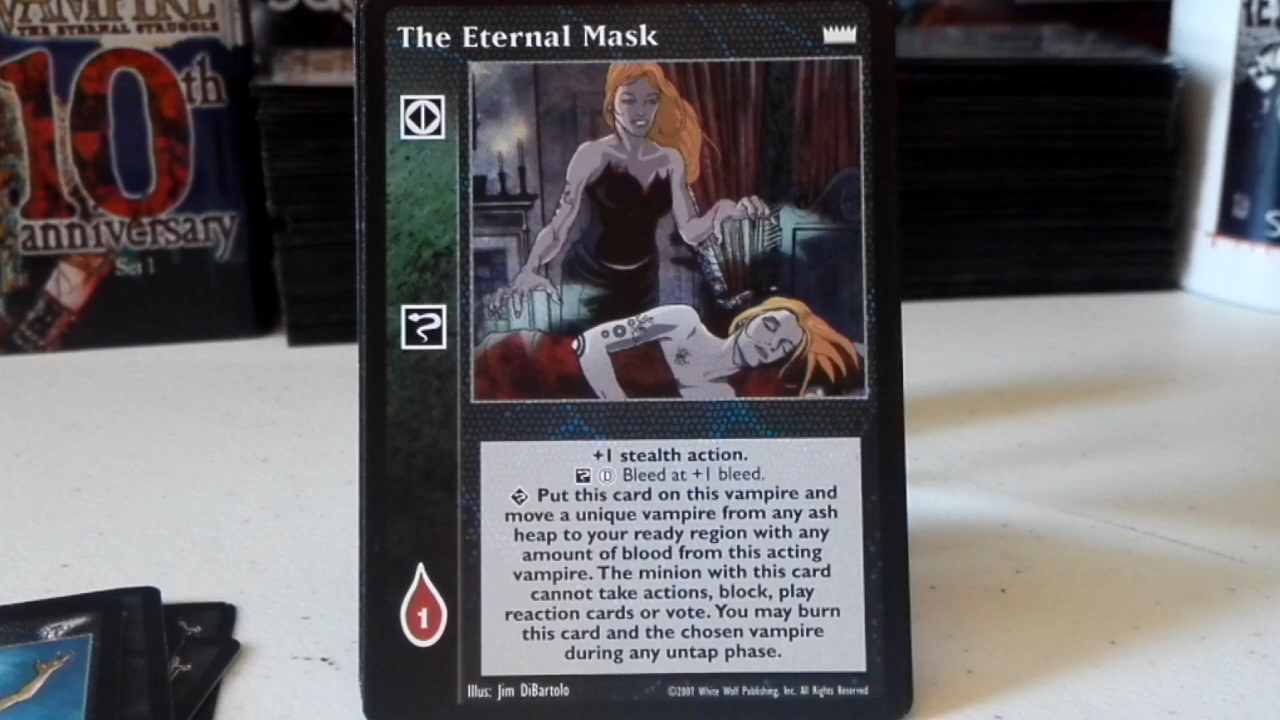 VAMPIRE
THE ETERNAL STRUGGLE
10th
anniversary
Set 1
The Eternal Mask
+1 stealth action.
D Bleed at +1 bleed.
Put this card on this vampire and
move a unique vampire from any ash
heap to your ready region with any
amount of blood from this acting
vampire. The minion with this card
cannot take actions, block, play
reaction cards or vote. You may burn
this card and the chosen vampire
during any untap phase.
1
Illus: Jim DiBartolo
©2007 White Wolf Publishing, Inc. All Rights Reserved